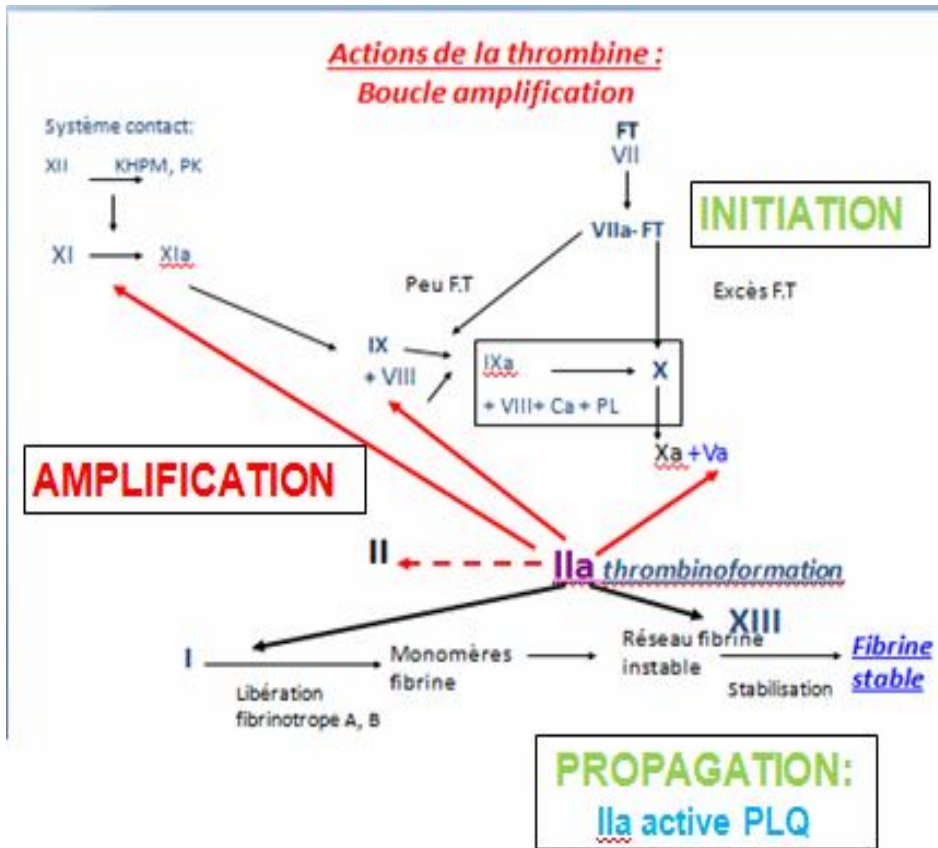 Actions de la thrombine :
Boucle amplification
Système contact:
XII KHPM, PK
XI XIa
FT
VII
VIIa- FT
INITIATION
Peu F.T
Excès F.T
IX
+ VIII
IXa X
+ VIII+ Ca + PL
Xa +Va
AMPLIFICATION
II
IIa thrombinoformation
XIII
I
Libération
fibrinotrope A, B
Monomères
fibrine
Réseau fibrine
instable
Stabilisation
Fibrine
stable
PROPAGATION:
IIa active PLQ